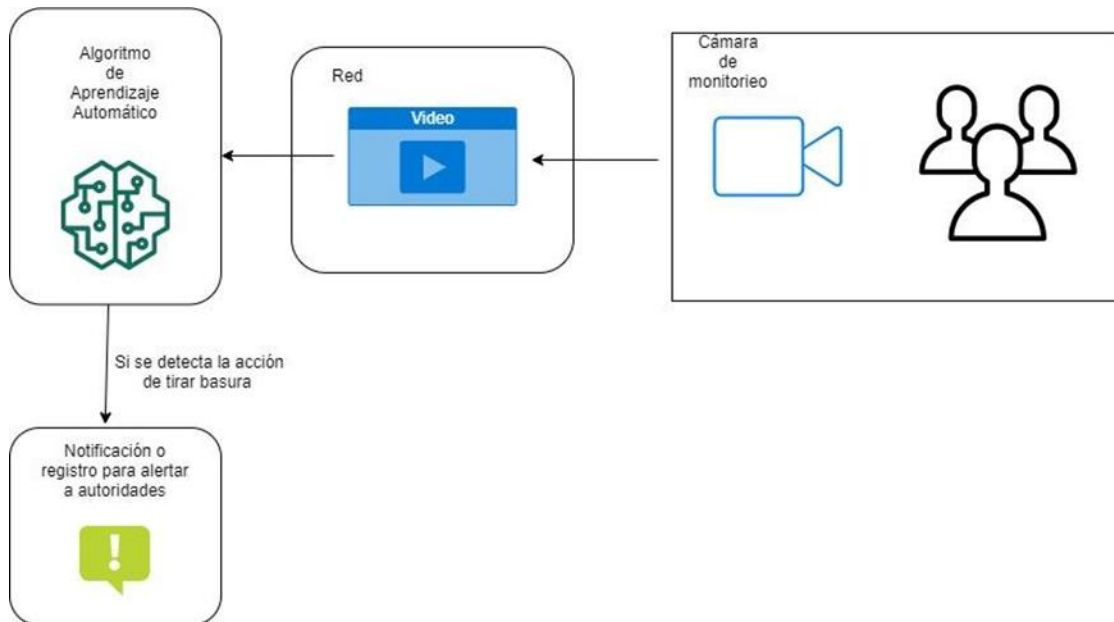 Algoritmo
de
Aprendizaje
Automático
Red
Video
Cámara
de
monitorieo
Si se detecta la acción
de tirar basura
Notificación o
registro para alertar
a autoridades